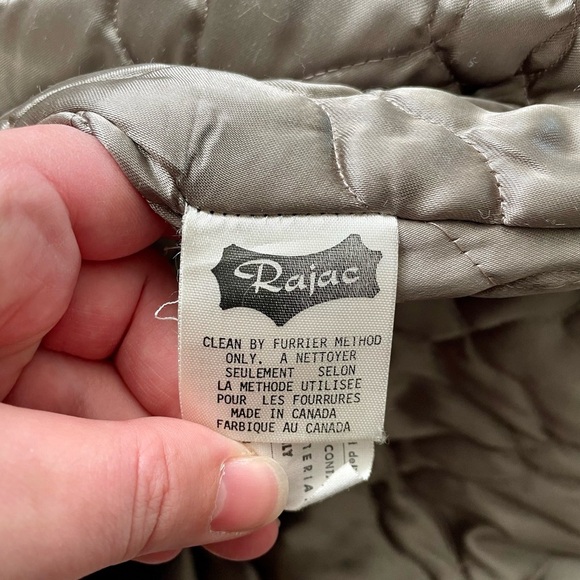 Rajac
CLEAN BY FURRIER METHOD
ONLY. A NETTOYER
SEULEMENT SELON
LA METHODE UTILISEE
POUR LES FOURRURES
MADE IN CANADA
FARBIQUE AU CANADA